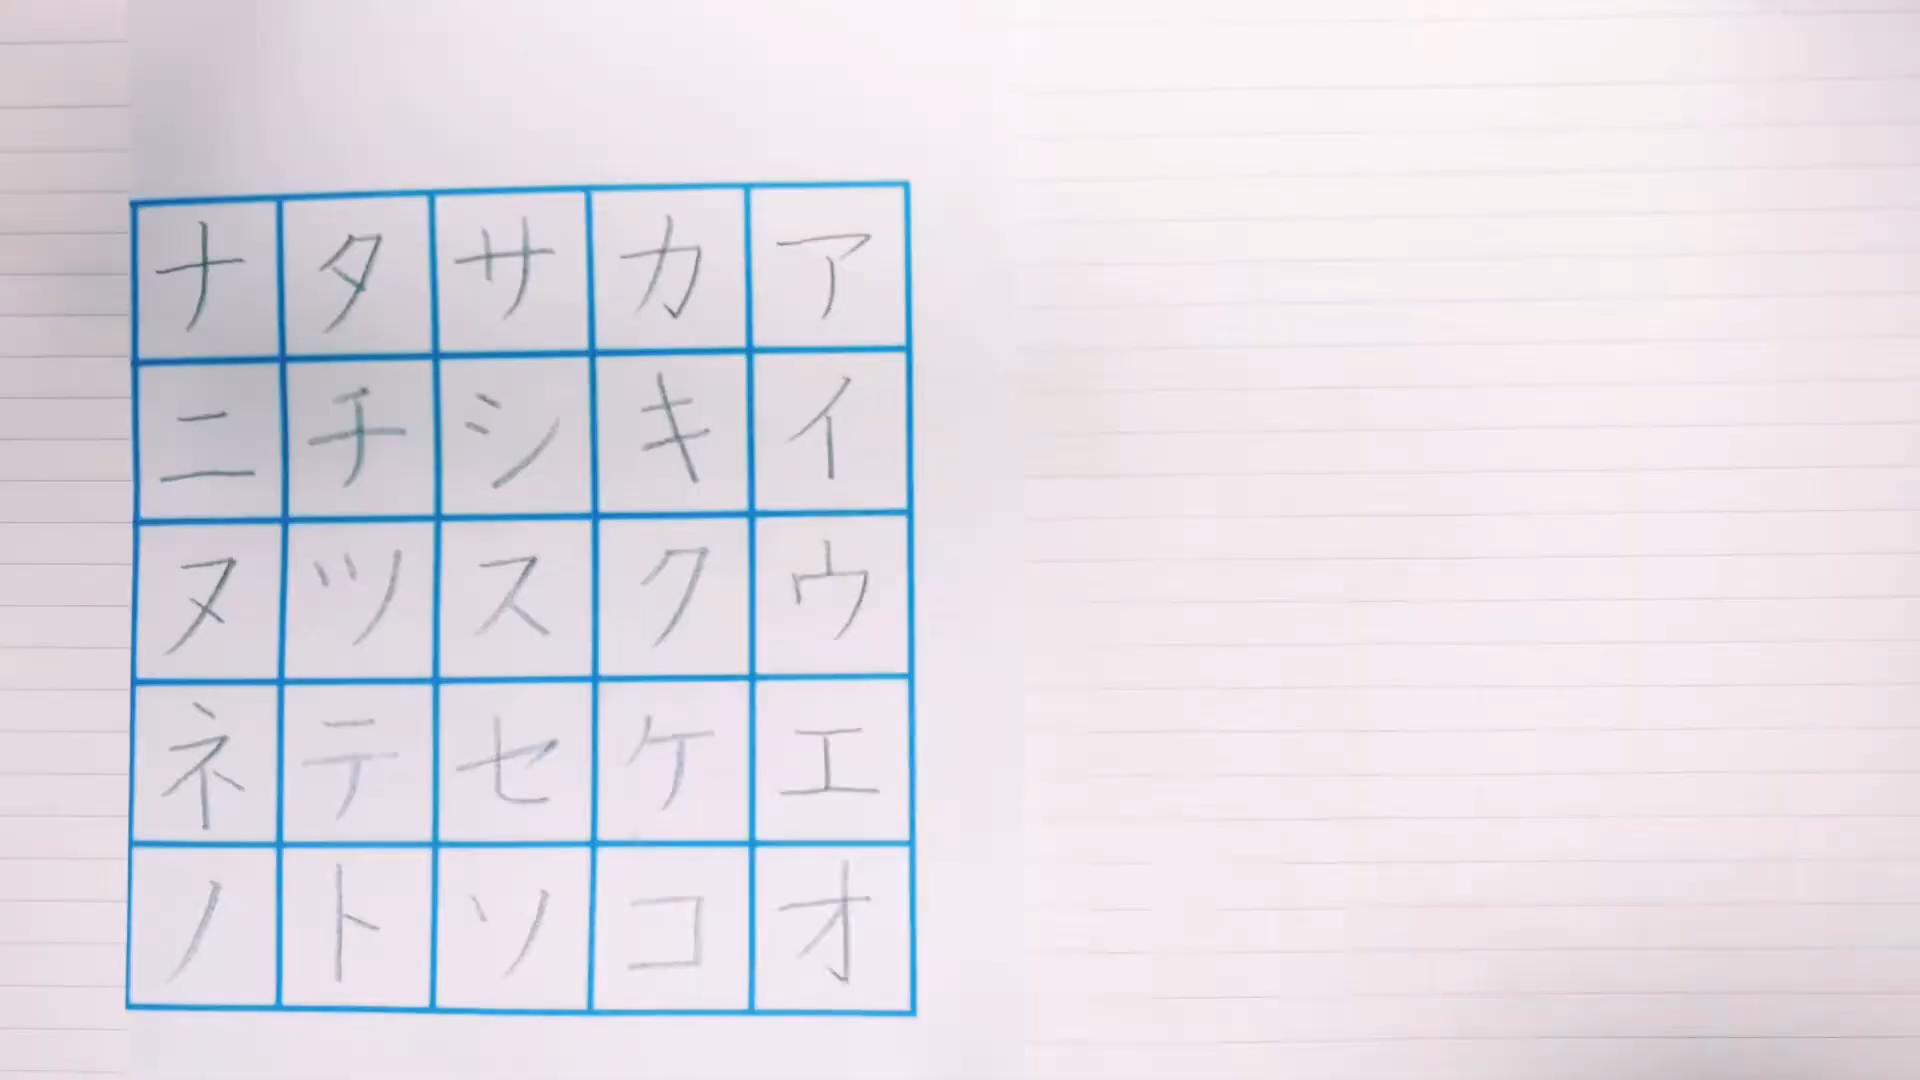 ナ タ サ カ ア
ニ チ シ キ イ
ヌ ツ ス ク ウ
ネ テ セ ケ エ
ノ ト ソ コ オ